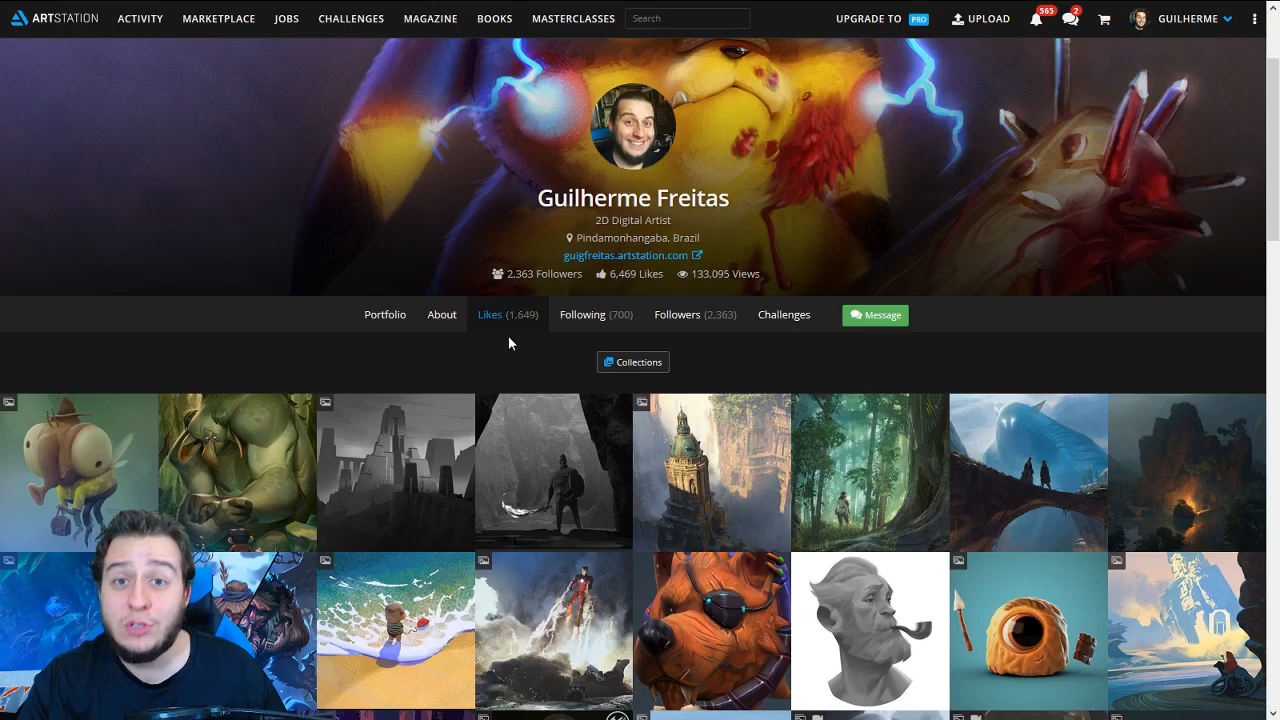 ARTSTATION ACTIVITY MARKETPLACE JOBS CHALLENGES MAGAZINE BOOKS MASTERCLASSES Search UPGRADE TO PRO UPLOAD 565 2 GUILHERME
Guilherme Freitas
2D Digital Artist
Pindamonhangaba, Brazil
guigfreitas.artstation.com
2,363 Followers 6,469 Likes 133,095 Views
Portfolio About Likes (1,649) Following (700) Followers (2,363) Challenges Message
Collections